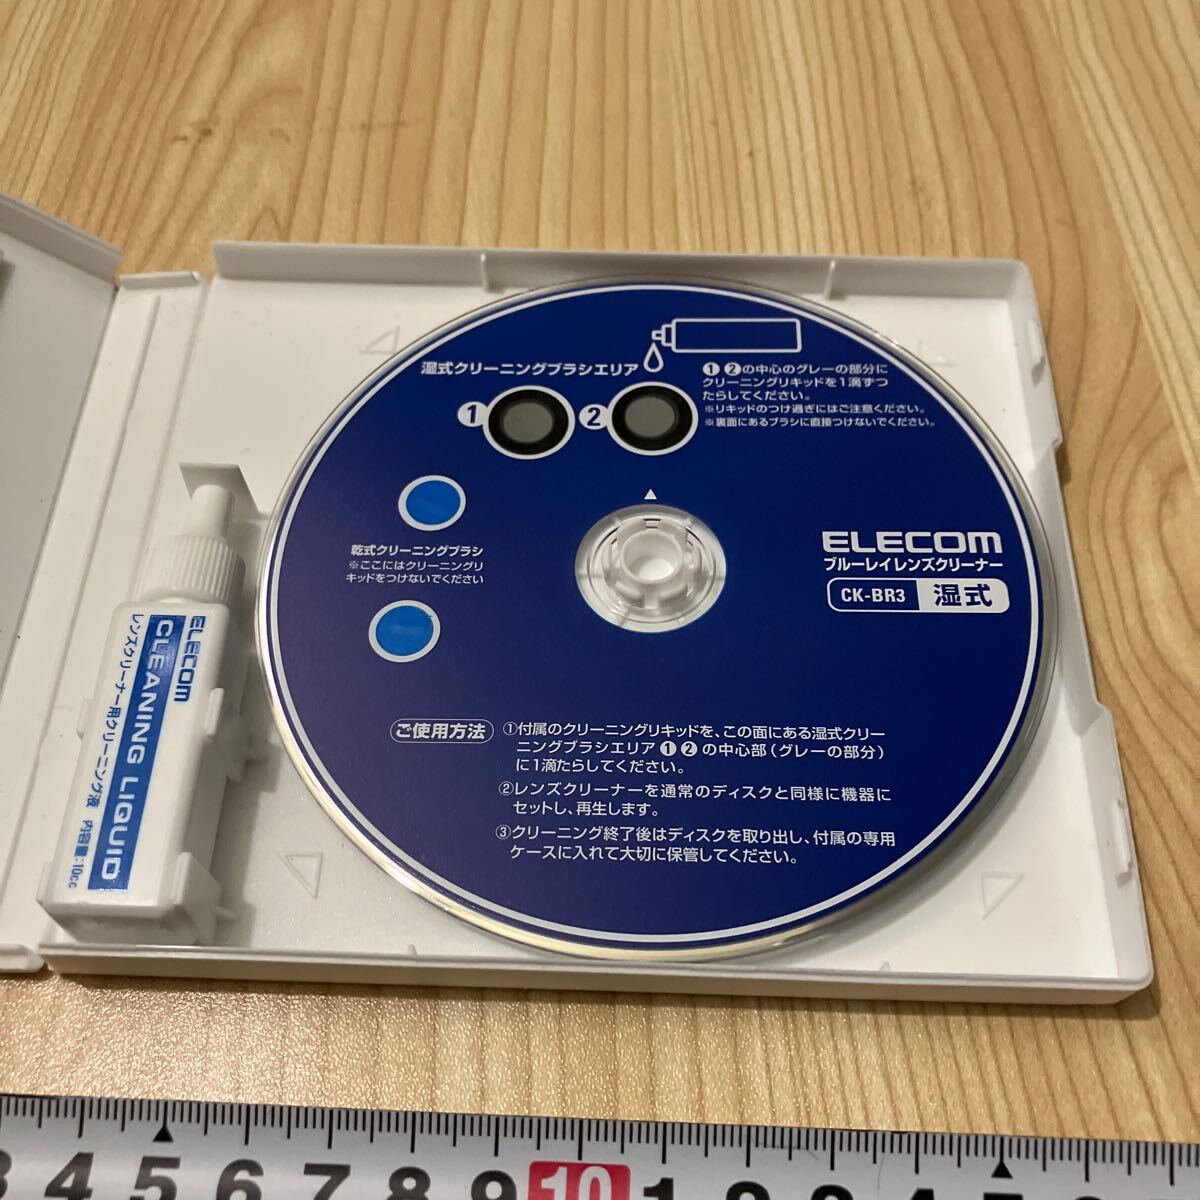 湿式クリーニングブラシエリア
1
2
❶❷の中心のグレーの部分に
クリーニングリキッドを1滴ずつ
たらしてください。
※リキッドのつけ過ぎにはご注意ください。
※裏面にあるブラシに直接つけないでください。
乾式クリーニングブラシ
※ここにはクリーニングリ
キッドをつけないでください
ELECOM
ブルーレイレンズクリーナー
CK-BR3 湿式
ご使用方法
①付属のクリーニングリキッドを、この面にある湿式クリー
ニングブラシエリア❶❷の中心部(グレーの部分)
に1滴たらしてください。
②レンズクリーナーを通常のディスクと同様に機器に
セットし、再生します。
③クリーニング終了後はディスクを取り出し、付属の専用
ケースに入れて大切に保管してください。
ELECOM
CLEANING LIQUID
レンズクリーナー用クリーニング液 内容量:10cc
3 4 5 6 7 8 9 10 1 2 3 4